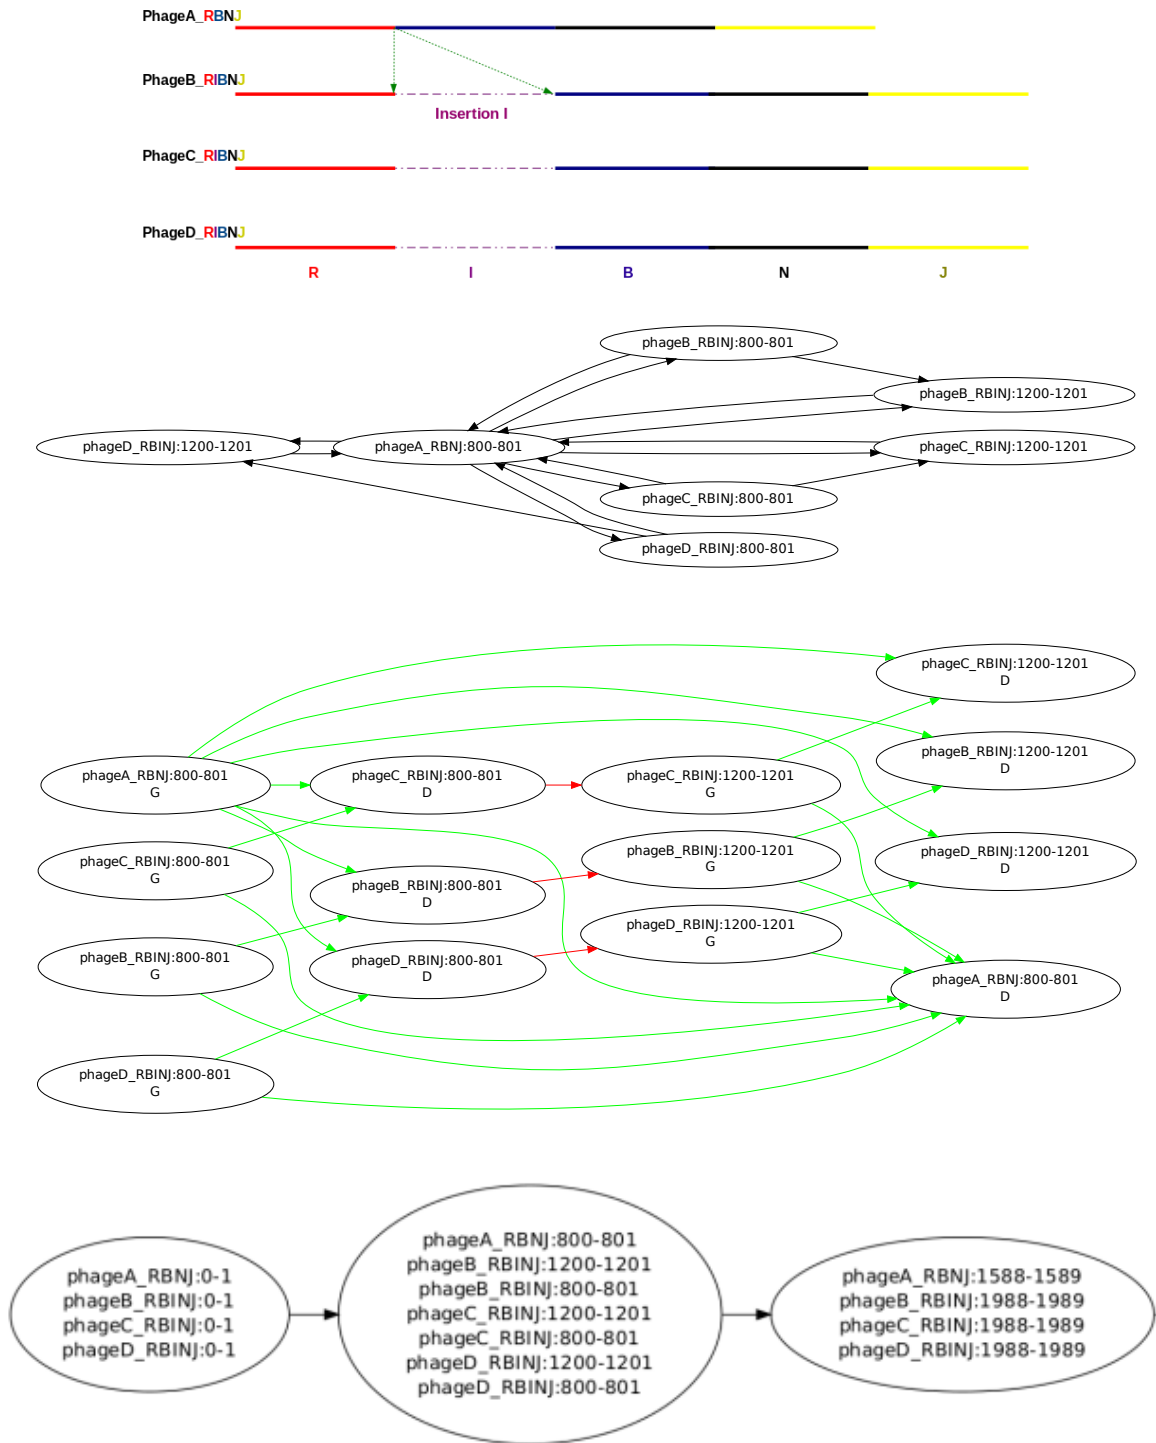 PhageA_RBNJ
PhageB_RIBNJ
Insertion I
PhageC_RIBNJ
PhageD_RIBNJ
R I B N J
phageB_RBINJ:800-801
phageB_RBINJ:1200-1201
phageD_RBINJ:1200-1201 phageA_RBNJ:800-801 phageC_RBINJ:1200-1201
phageC_RBINJ:800-801
phageD_RBINJ:800-801
phageC_RBINJ:1200-1201
D
phageB_RBINJ:1200-1201
D
phageA_RBNJ:800-801
G
phageC_RBINJ:800-801
D
phageC_RBINJ:1200-1201
G
phageC_RBINJ:800-801
G
phageB_RBINJ:1200-1201
G
phageD_RBINJ:1200-1201
D
phageB_RBINJ:800-801
D
phageD_RBINJ:1200-1201
G
phageB_RBINJ:800-801
G
phageD_RBINJ:800-801
D
phageA_RBNJ:800-801
D
phageD_RBINJ:800-801
G
phageA_RBNJ:0-1
phageB_RBINJ:0-1
phageC_RBINJ:0-1
phageD_RBINJ:0-1
phageA_RBNJ:800-801
phageB_RBINJ:1200-1201
phageB_RBINJ:800-801
phageC_RBINJ:1200-1201
phageC_RBINJ:800-801
phageD_RBINJ:1200-1201
phageD_RBINJ:800-801
phageA_RBNJ:1588-1589
phageB_RBINJ:1988-1989
phageC_RBINJ:1988-1989
phageD_RBINJ:1988-1989